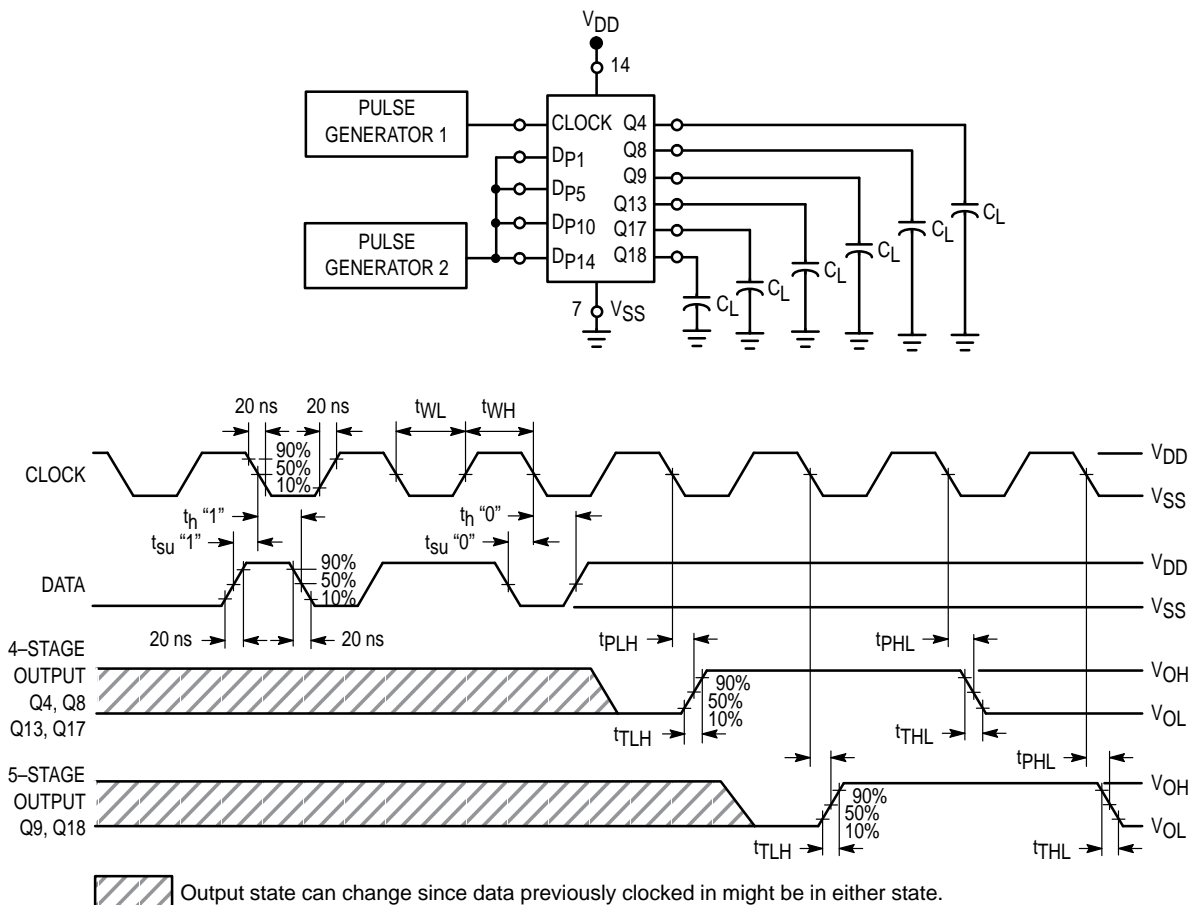 VDD
14
PULSE
GENERATOR 1
CLOCK Q4
DP1 Q8
DP5 Q9
DP10 Q13
DP14 Q17
Q18
PULSE
GENERATOR 2
CL
CL
CL
CL
CL
CL
7 VSS
20 ns 20 ns tWL tWH
CLOCK
90%
50%
10%
VDD
VSS
th “1” th “0”
tsu “1” tsu “0”
DATA
90%
50%
10%
VDD
VSS
20 ns 20 ns
tPLH tPHL
4–STAGE
OUTPUT
Q4, Q8
Q13, Q17
90%
50%
10%
VOH
VOL
tTLH tTHL
tPHL
5–STAGE
OUTPUT
Q9, Q18
90%
50%
10%
VOH
VOL
tTLH tTHL
Output state can change since data previously clocked in might be in either state.